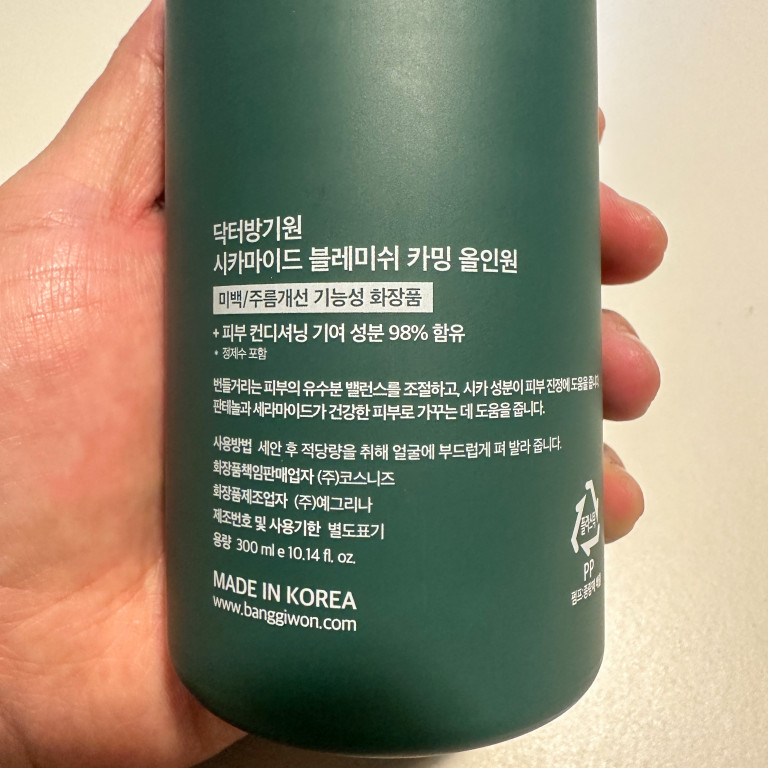 닥터방기원
시카마이드 블레미쉬 카밍 올인원
미백/주름개선 기능성 화장품
+ 피부 컨디셔닝 기여 성분 98% 함유
* 정제수 포함
번들거리는 피부의 유수분 밸런스를 조절하고, 시카 성분이 피부 진정에 도움을 줍니다.
판테놀과 세라마이드가 건강한 피부로 가꾸는 데 도움을 줍니다.
사용방법 세안 후 적당량을 취해 얼굴에 부드럽게 펴 발라 줍니다.
화장품책임판매업자 (주)코스니즈
화장품제조업자 (주)예그리나
제조번호 및 사용기한 별도표기
용량 300 ml e 10.14 fl. oz.
MADE IN KOREA
www.banggiwon.com
플라스틱
PP
펌프:종량제